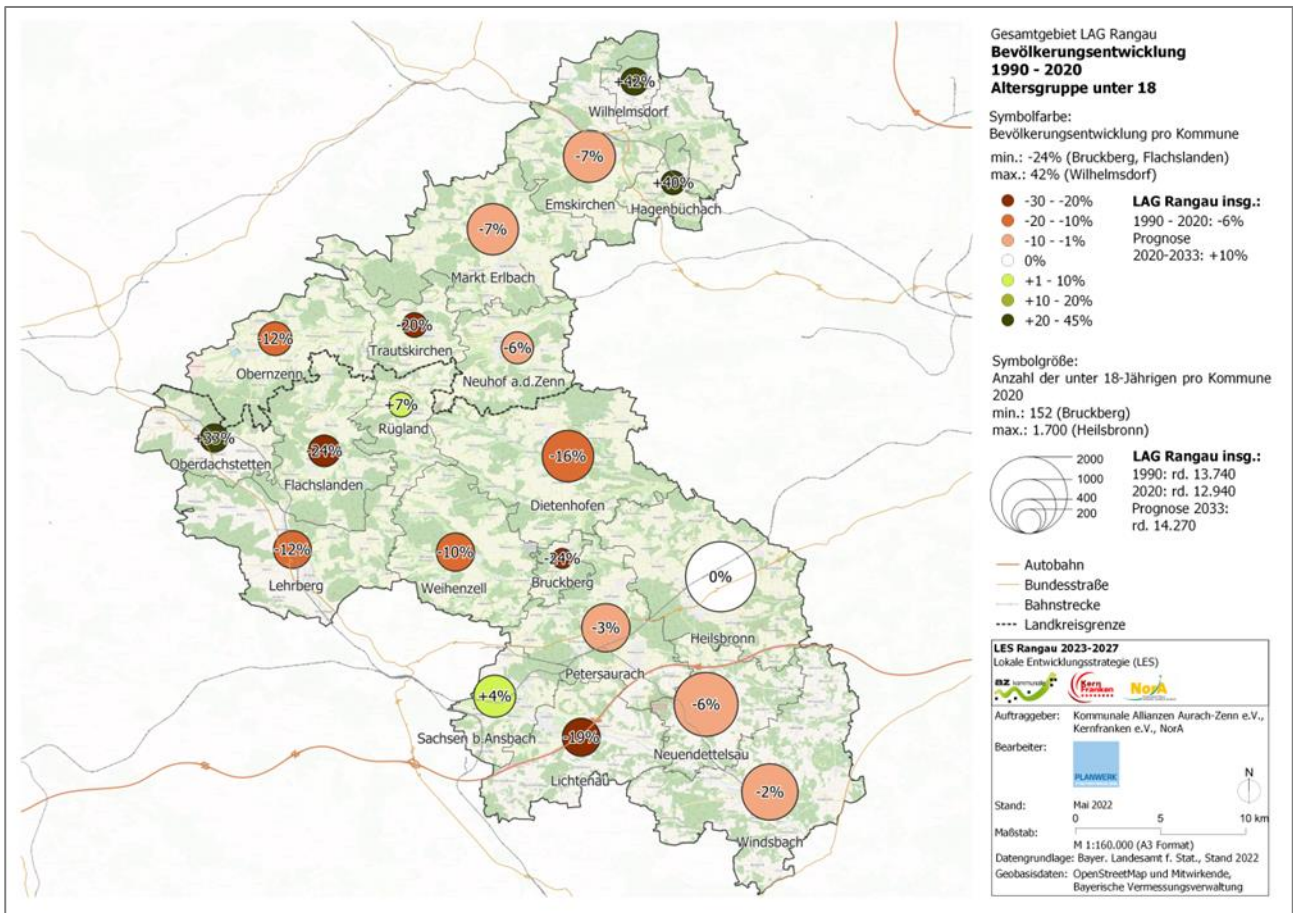 Gesamtgebiet LAG Rangau
Bevölkerungsentwicklung
1990 - 2020
Altersgruppe unter 18
Symbolfarbe:
Bevölkerungsentwicklung pro Kommune
min.: -24% (Bruckberg, Flachslanden)
max.: 42% (Wilhelmsdorf)
-30 - -20%
-20 - -10%
-10 - -1%
0%
+1 - 10%
+10 - 20%
+20 - 45%
LAG Rangau insg.:
1990 - 2020: -6%
Prognose
2020-2033: +10%
Symbolgröße:
Anzahl der unter 18-Jährigen pro Kommune
2020
min.: 152 (Bruckberg)
max.: 1.700 (Heilsbronn)
2000
1000
400
200
LAG Rangau insg.:
1990: rd. 13.740
2020: rd. 12.940
Prognose 2033:
rd. 14.270
Autobahn
Bundesstraße
Bahnstrecke
Landkreisgrenze
LES Rangau 2023-2027
Lokale Entwicklungsstrategie (LES)
az kommunale
Kern
Franken
NorA
Auftraggeber: Kommunale Allianzen Aurach-Zenn e.V.,
Kernfranken e.V., NorA
Bearbeiter:
PLANWERK
Stand: Mai 2022
N
0 5 10 km
Maßstab:
M 1:160.000 (A3 Format)
Datengrundlage: Bayer. Landesamt f. Stat., Stand 2022
Geobasisdaten: OpenStreetMap und Mitwirkende,
Bayerische Vermessungsverwaltung
+42%
Wilhelmsdorf
-7%
Emskirchen
+40%
Hagenbüchach
-7%
Markt Erlbach
-12%
Obernzenn
-20%
Trautskirchen
-6%
Neuhof a.d.Zenn
+7%
Rügland
+33%
Oberdachstetten
-24%
Flachslanden
-16%
Dietenhofen
-12%
Lehrberg
-10%
Weihenzell
-24%
Bruckberg
0%
Heilsbronn
-3%
Petersaurach
+4%
Sachsen b.Ansbach
-19%
Lichtenau
-6%
Neuendettelsau
-2%
Windsbach